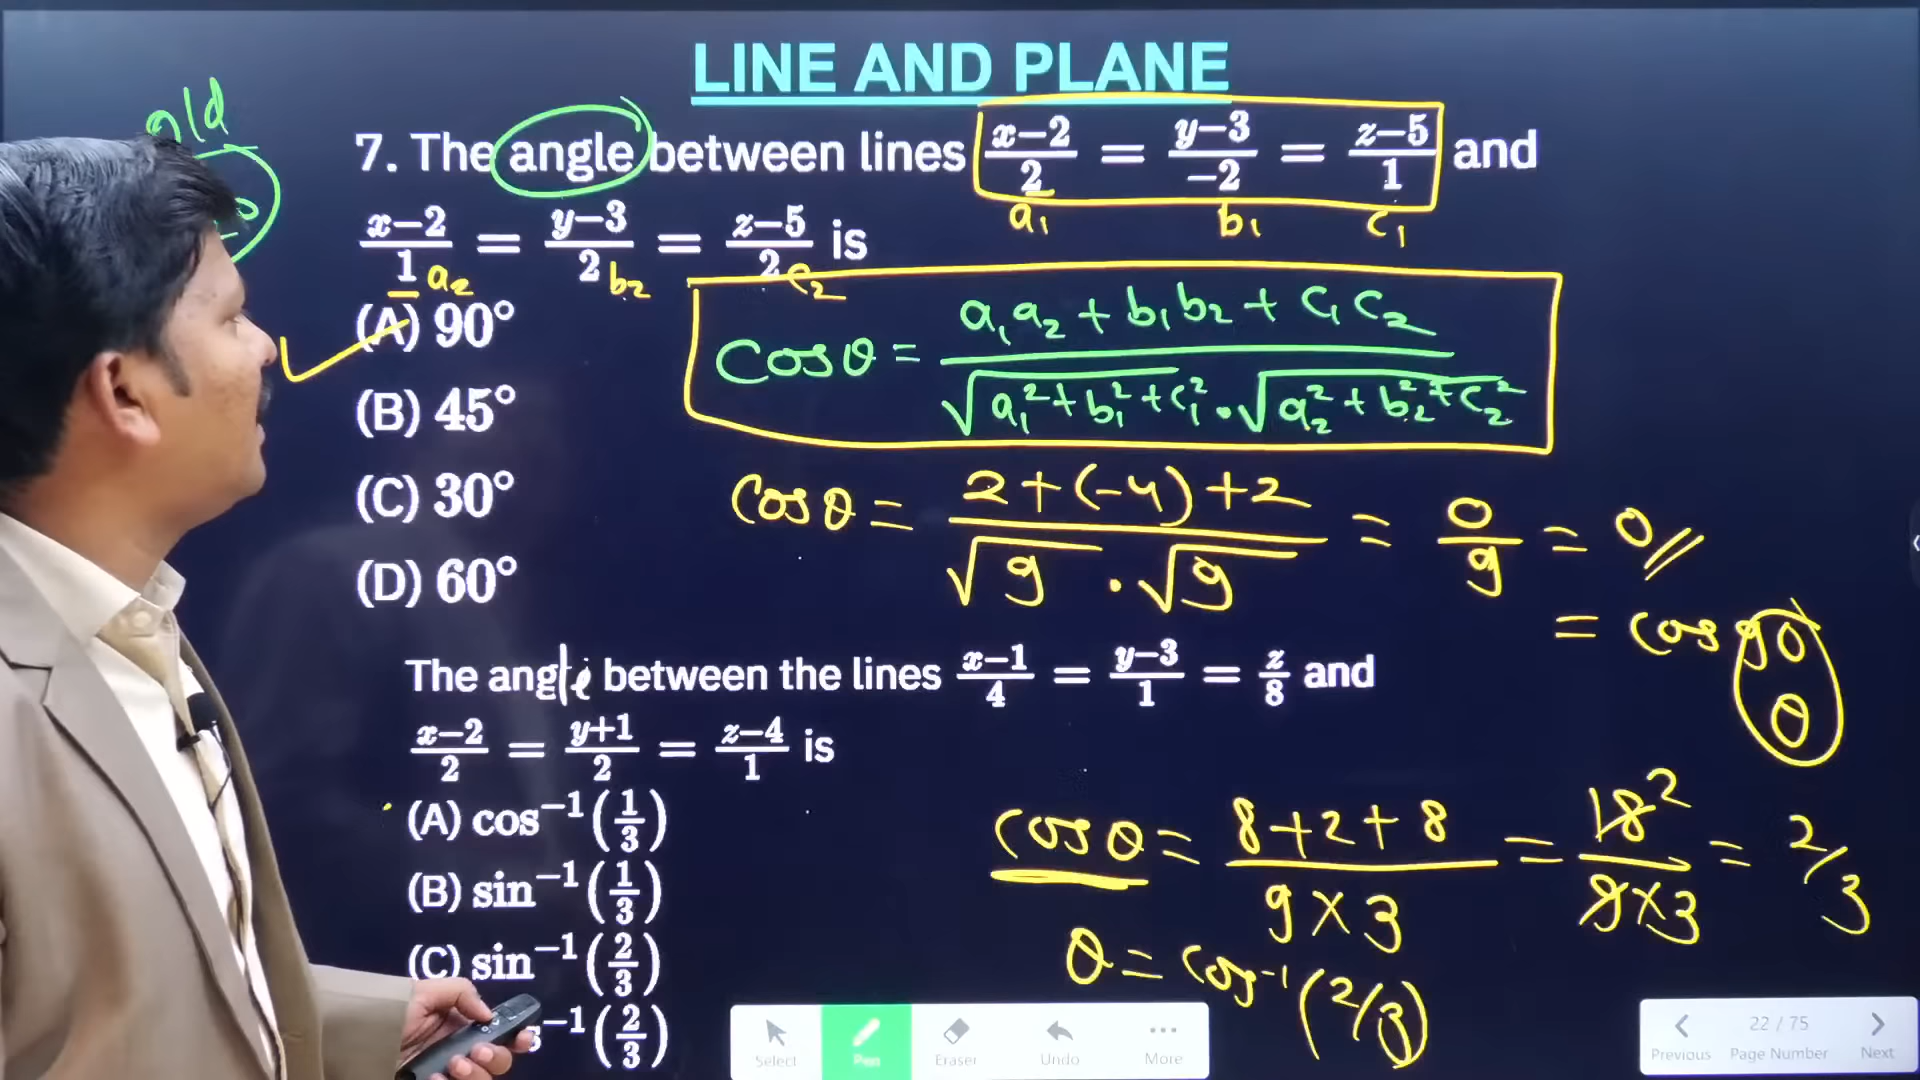 LINE AND PLANE
old
7. The angle between lines x−2/2 = y−3/−2 = z−5/1 and
a₁ b₁ c₁
x−2/1 = y−3/2 = z−5/2 is
a₂ b₂ c₂
(A) 90°
(B) 45°
(C) 30°
(D) 60°
cosθ = a₁a₂ + b₁b₂ + c₁c₂ / √a₁²+b₁²+c₁² . √a₂²+b₂²+c₂²
cosθ = 2+(-4)+2 / √9 . √9 = 0/9 = 0//
= cos 90
θ
The angle between the lines x−1/4 = y−3/1 = z/8 and
x−2/2 = y+1/2 = z−4/1 is
(A) cos⁻¹(1/3)
(B) sin⁻¹(1/3)
(C) sin⁻¹(2/3)
s⁻¹(2/3)
cosθ = 8+2+8 / 9×3 = 18² / 9×3 = 2/3
θ = cos⁻¹(2/3)
Select
Pen
Eraser
Undo
More
22 / 75
Previous
Page Number
Next